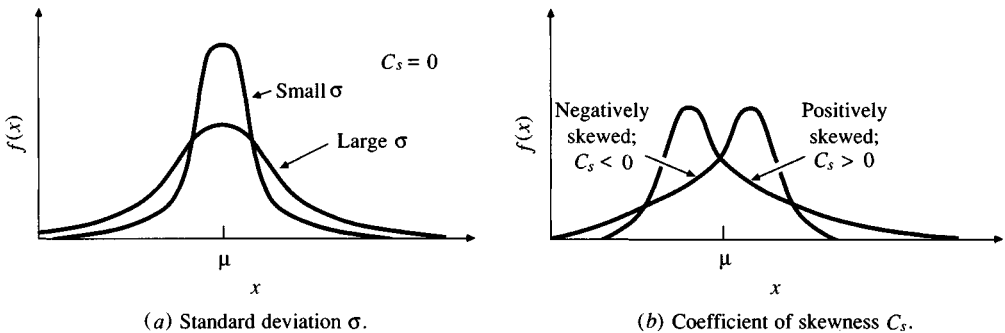 f(x)
C_s = 0
Small σ
Large σ
μ
x
(a) Standard deviation σ.
f(x)
Negatively
skewed;
C_s < 0
Positively
skewed;
C_s > 0
μ
x
(b) Coefficient of skewness C_s.